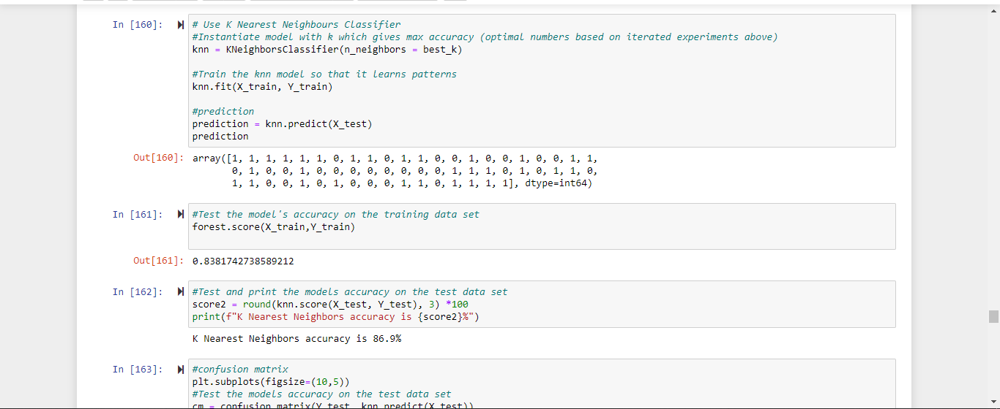 In [160]:
# Use K Nearest Neighbours Classifier
#Instantiate model with k which gives max accuracy (optimal numbers based on iterated experiments above)
knn = KNeighborsClassifier(n_neighbors = best_k)
#Train the knn model so that it learns patterns
knn.fit(X_train, Y_train)
#prediction
prediction = knn.predict(X_test)
prediction
Out[160]:
array([1, 1, 1, 1, 1, 1, 0, 1, 1, 0, 1, 1, 0, 0, 1, 0, 0, 1, 0, 0, 1, 1,
0, 1, 0, 0, 1, 0, 0, 0, 0, 0, 0, 0, 1, 1, 1, 0, 1, 0, 1, 1, 0,
1, 1, 0, 0, 1, 0, 1, 0, 0, 0, 1, 1, 0, 1, 1, 1, 1], dtype=int64)
In [161]:
#Test the model's accuracy on the training data set
forest.score(X_train,Y_train)
Out[161]:
0.8381742738589212
In [162]:
#Test and print the models accuracy on the test data set
score2 = round(knn.score(X_test, Y_test), 3) *100
print(f"K Nearest Neighbors accuracy is {score2}%")
K Nearest Neighbors accuracy is 86.9%
In [163]:
#confusion matrix
plt.subplots(figsize=(10,5))
#Test the models accuracy on the test data set
cm = confusion_matrix(Y_test, knn.predict(X_test))